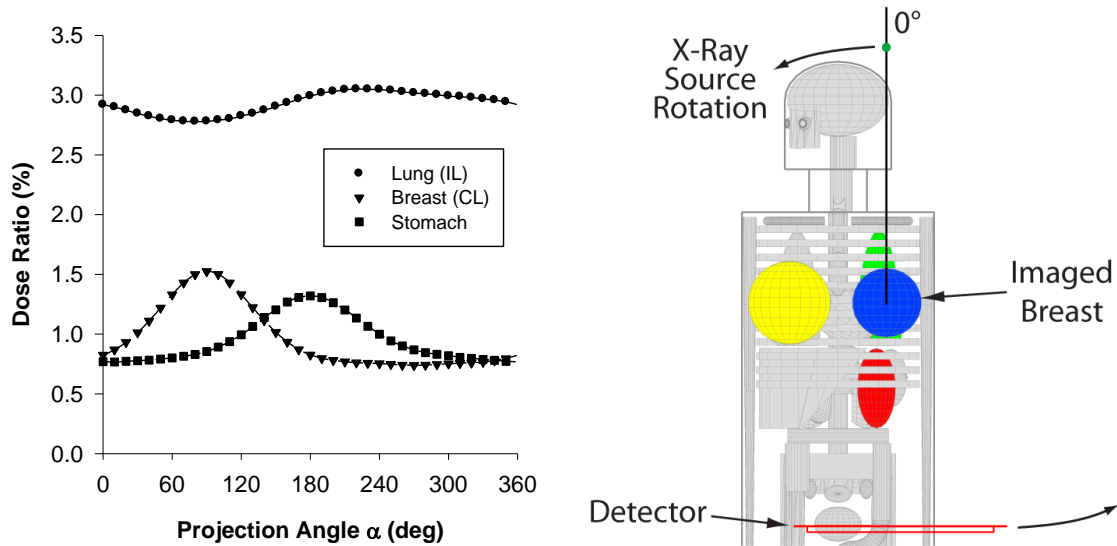 3.5
3.0
2.5
2.0
1.5
1.0
0.5
0.0
Dose Ratio (%)
Lung (IL)
Breast (CL)
Stomach
0 60 120 180 240 300 360
Projection Angle α (deg)
0°
X-Ray
Source
Rotation
Imaged
Breast
Detector